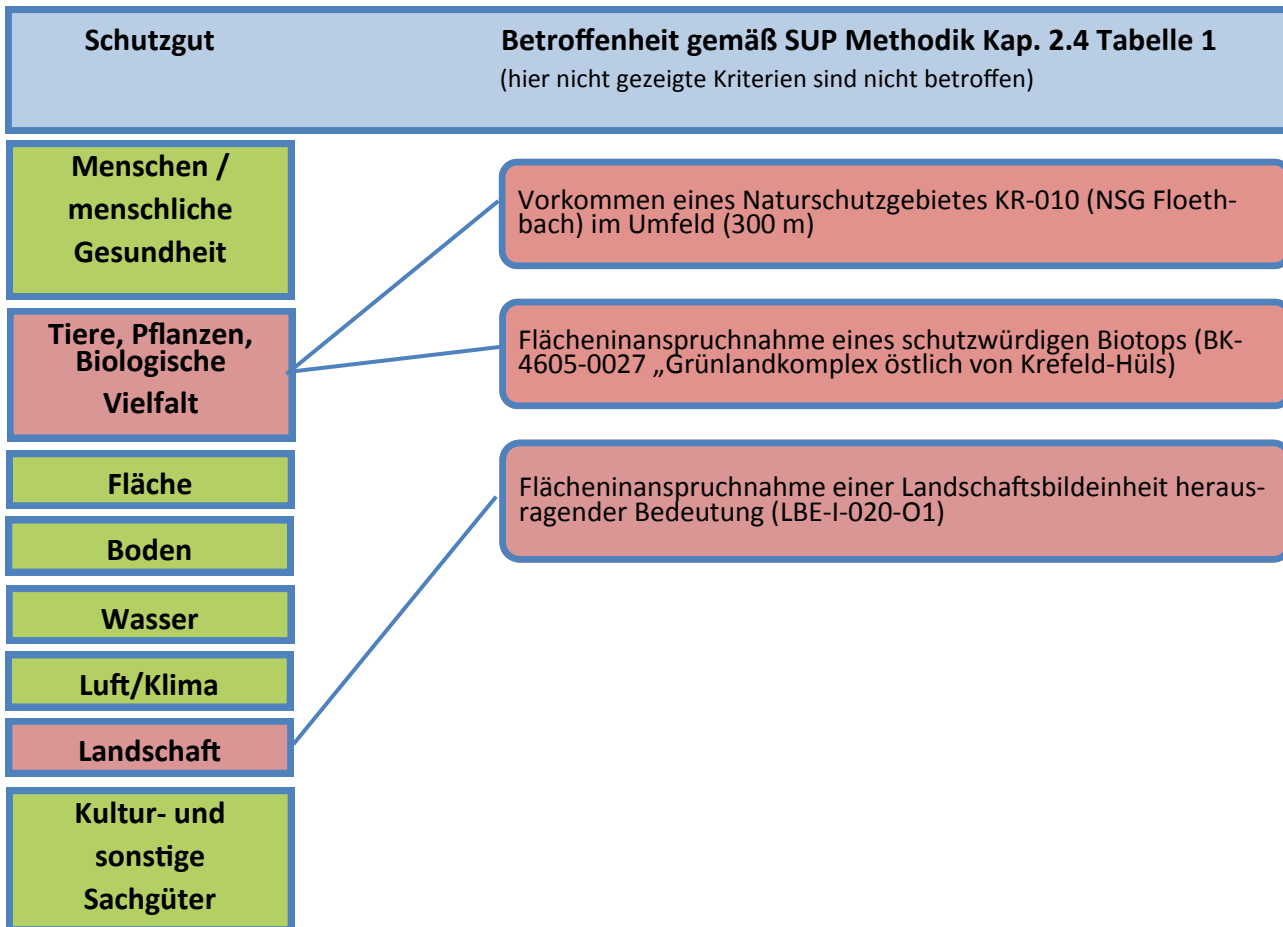 Schutzgut
Betroffenheit gemäß SUP Methodik Kap. 2.4 Tabelle 1
(hier nicht gezeigte Kriterien sind nicht betroffen)
Menschen /
menschliche
Gesundheit
Vorkommen eines Naturschutzgebietes KR-010 (NSG Floeth-
bach) im Umfeld (300 m)
Tiere, Pflanzen,
Biologische
Vielfalt
Flächeninanspruchnahme eines schutzwürdigen Biotops (BK-
4605-0027 „Grünlandkomplex östlich von Krefeld-Hüls)
Fläche
Flächeninanspruchnahme einer Landschaftsbildeinheit heraus-
ragender Bedeutung (LBE-I-020-O1)
Boden
Wasser
Luft/Klima
Landschaft
Kultur- und
sonstige
Sachgüter